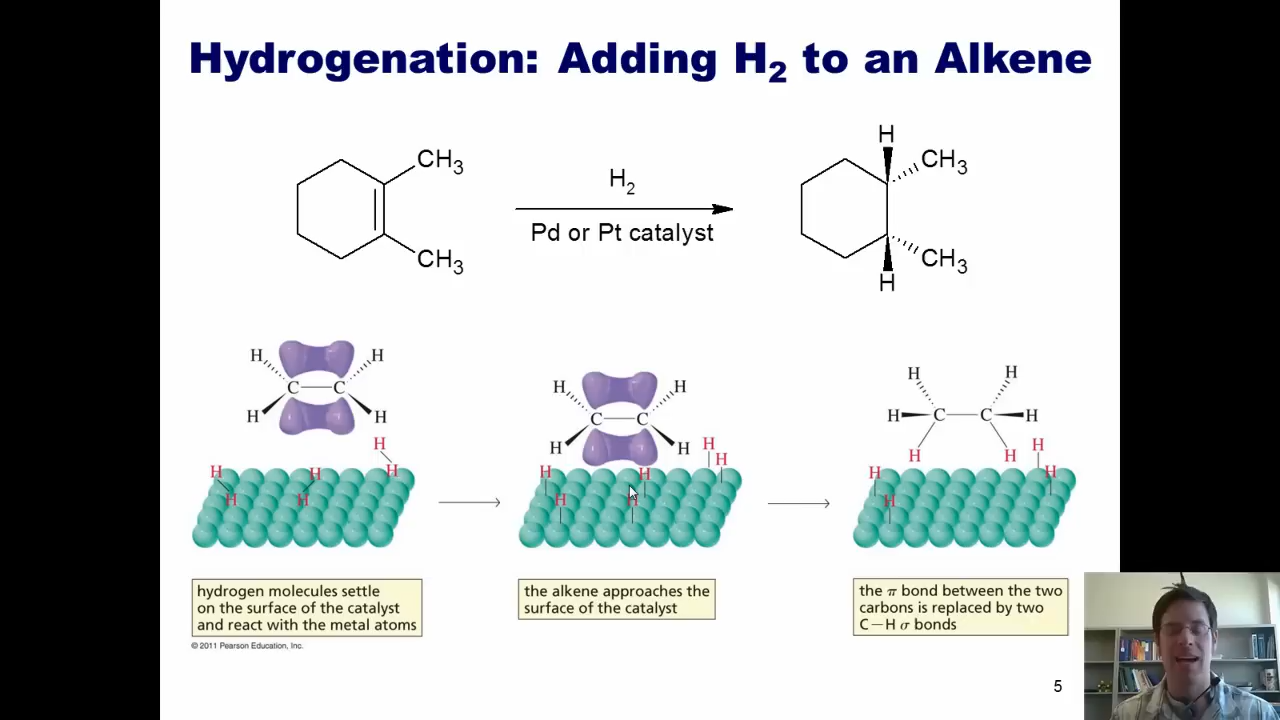 Hydrogenation: Adding H₂ to an Alkene
CH₃
CH₃
H₂
Pd or Pt catalyst
H
CH₃
CH₃
H
H H
C C
H H
H
H
H
H
H
H
H H
C C
H H
H
H
H
H
H
H
H H
H C C H
H H
H
H
H
H
hydrogen molecules settle
on the surface of the catalyst
and react with the metal atoms
the alkene approaches the
surface of the catalyst
the π bond between the two
carbons is replaced by two
C—H σ bonds
© 2011 Pearson Education, Inc.
5